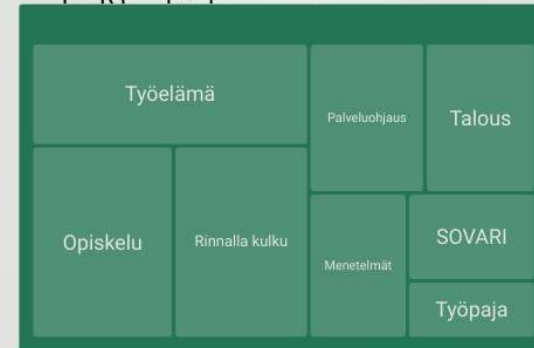 Työelämä
Palveluohjaus
Talous
Opiskelu
Rinnalla kulku
Menetelmät
SOVARI
Työpaja